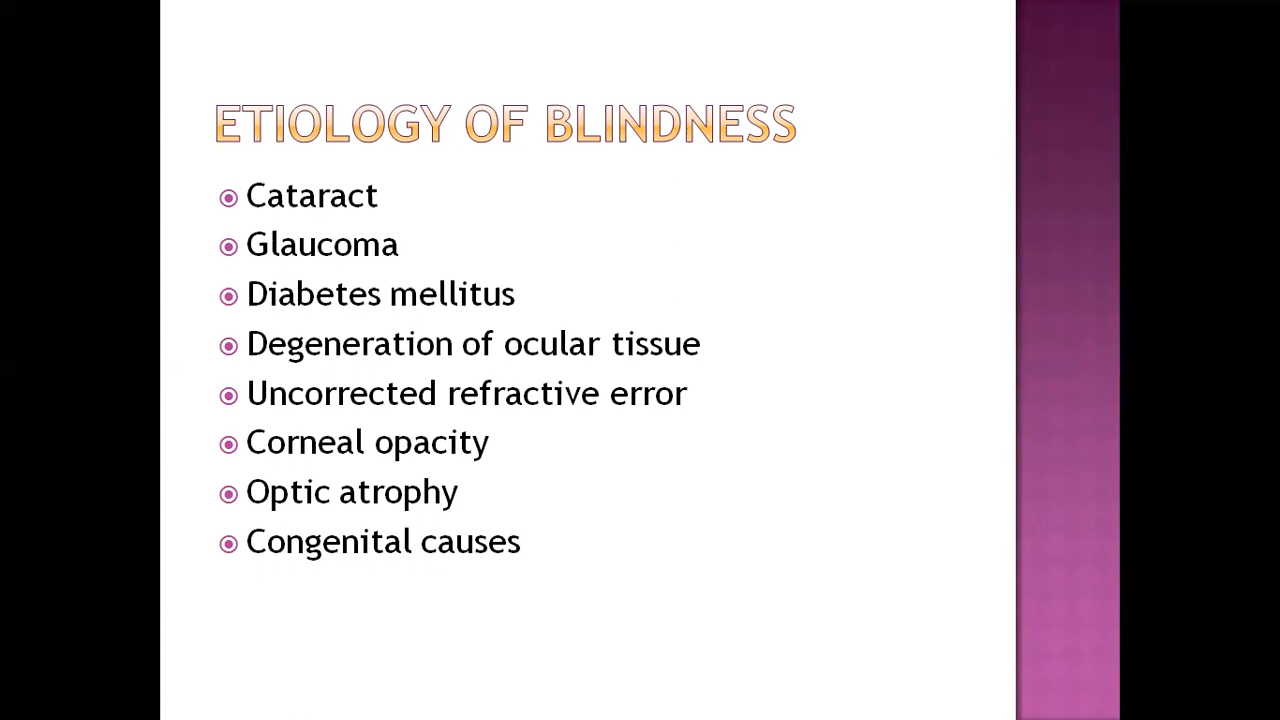 ETIOLOGY OF BLINDNESS
Cataract
Glaucoma
Diabetes mellitus
Degeneration of ocular tissue
Uncorrected refractive error
Corneal opacity
Optic atrophy
Congenital causes